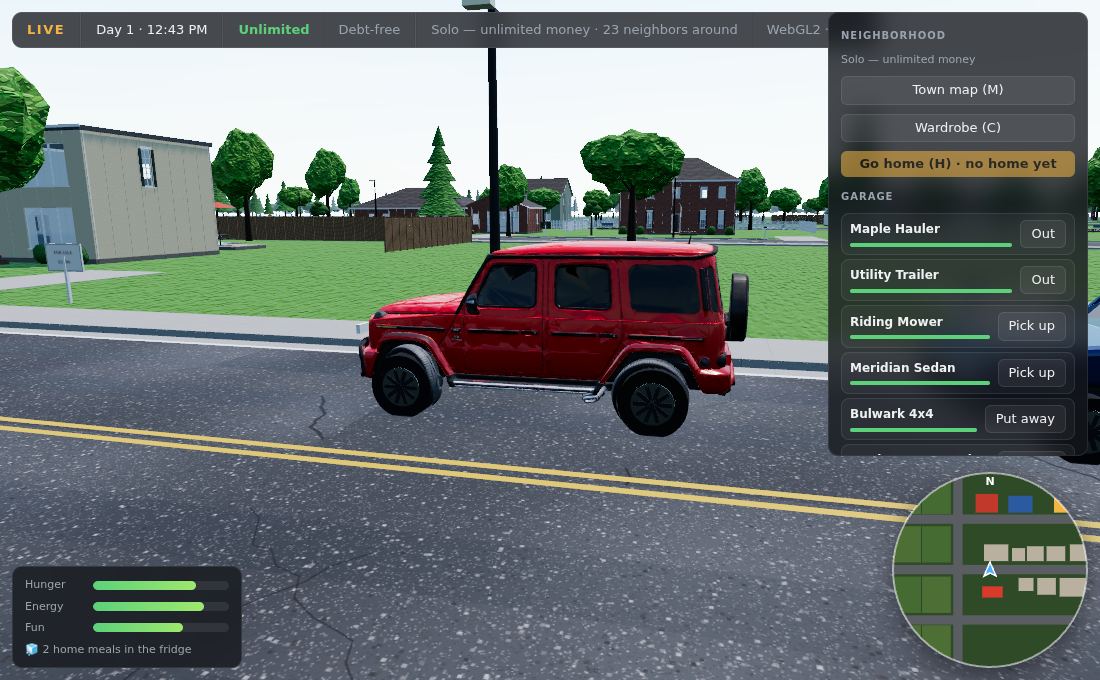 LIVE
Day 1 · 12:43 PM
Unlimited
Debt-free
Solo — unlimited money · 23 neighbors around
WebGL2 ·
NEIGHBORHOOD
Solo — unlimited money
Town map (M)
Wardrobe (C)
Go home (H) · no home yet
GARAGE
Maple Hauler
Out
Utility Trailer
Out
Riding Mower
Pick up
Meridian Sedan
Pick up
Bulwark 4x4
Put away
N
Hunger
Energy
Fun
2 home meals in the fridge